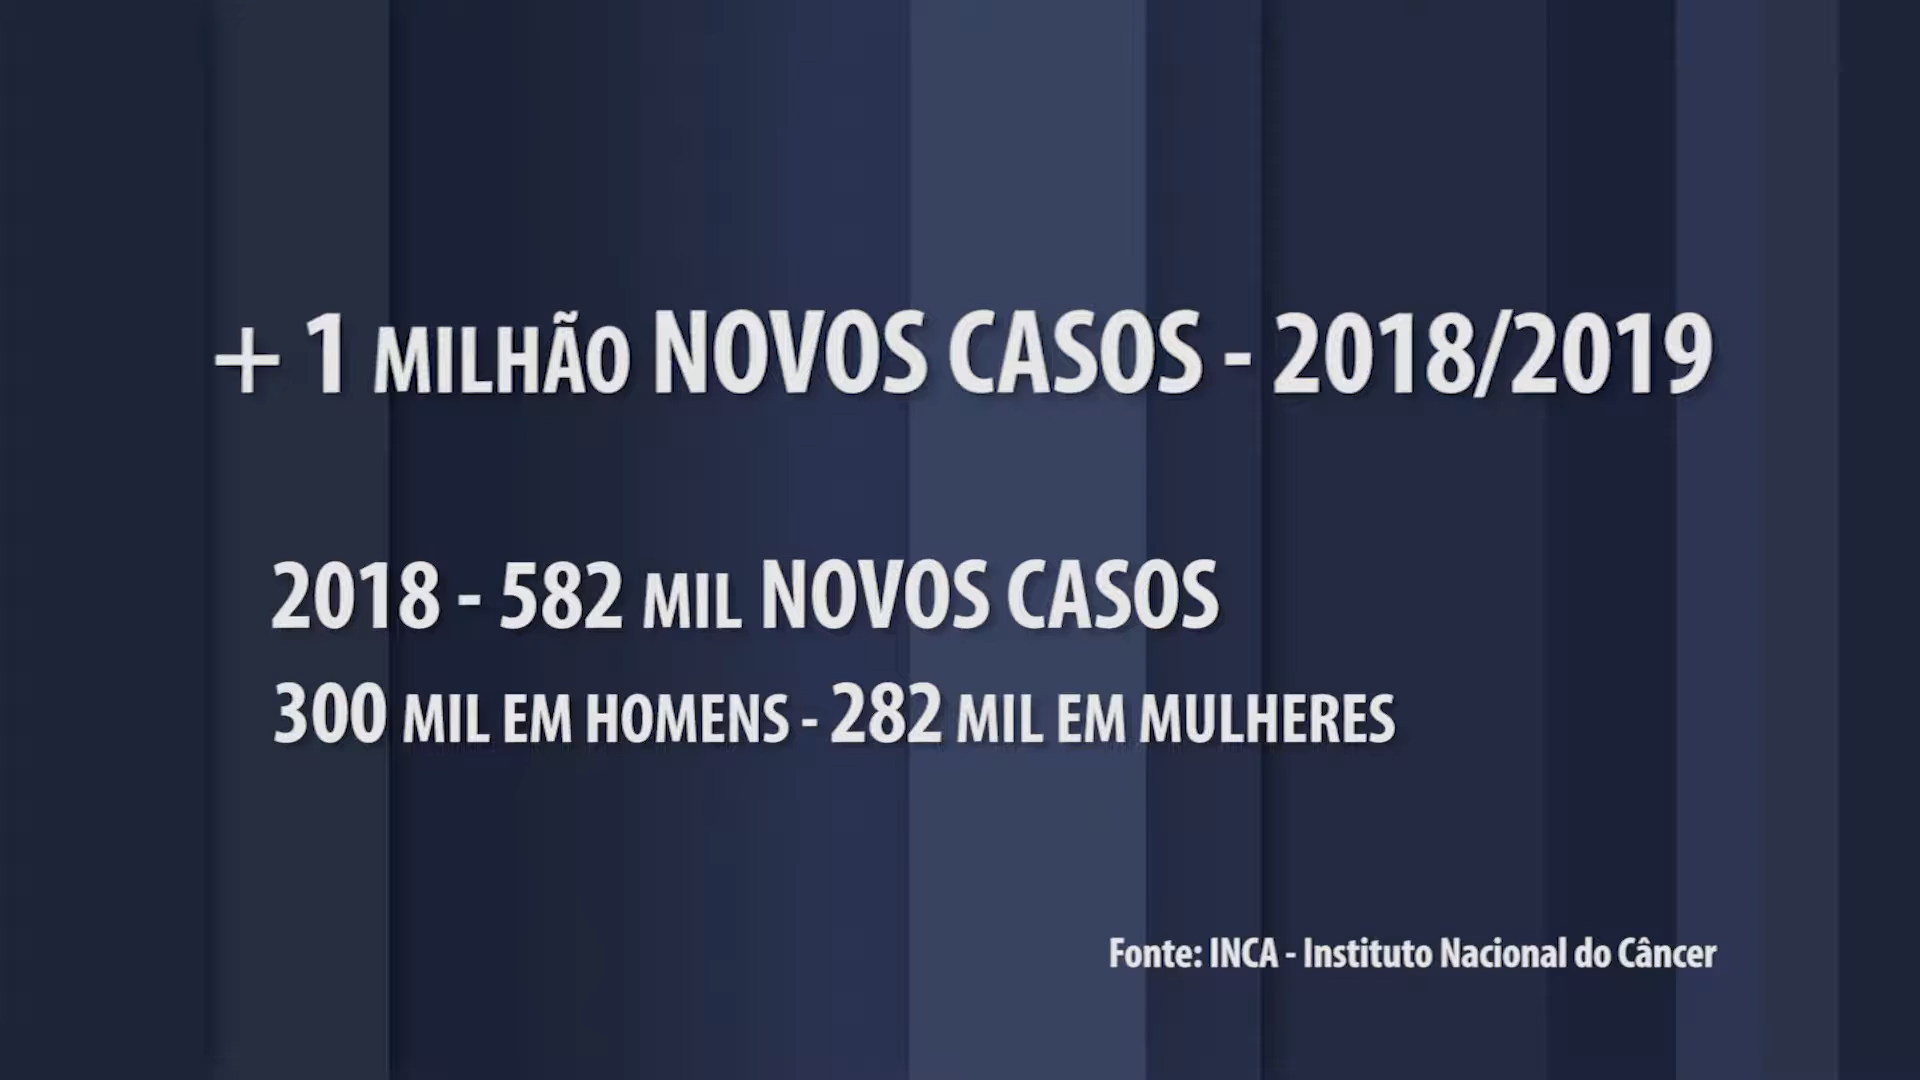 + 1 MILHÃO NOVOS CASOS - 2018/2019
2018 - 582 MIL NOVOS CASOS
300 MIL EM HOMENS - 282 MIL EM MULHERES
Fonte: INCA - Instituto Nacional do Câncer